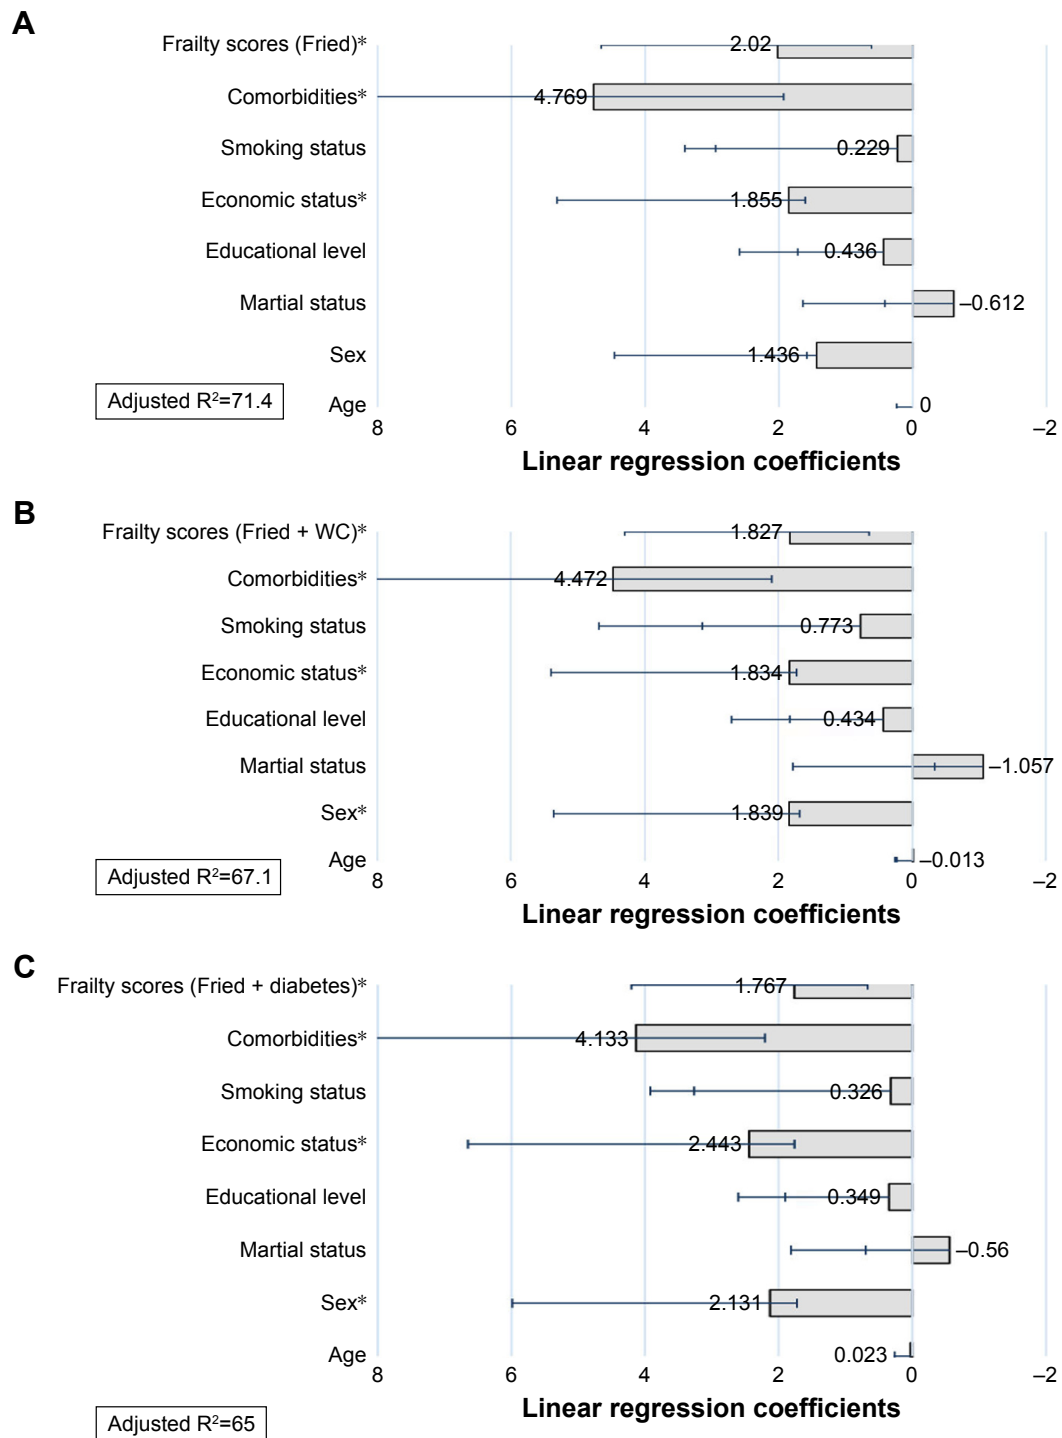 A
Frailty scores (Fried)* 2.02
Comorbidities* 4.769
Smoking status 0.229
Economic status* 1.855
Educational level 0.436
Martial status –0.612
Sex 1.436
Age 0
Adjusted R²=71.4
8 6 4 2 0 –2
Linear regression coefficients
B
Frailty scores (Fried + WC)* 1.827
Comorbidities* 4.472
Smoking status 0.773
Economic status* 1.834
Educational level 0.434
Martial status –1.057
Sex* 1.839
Age –0.013
Adjusted R²=67.1
8 6 4 2 0 –2
Linear regression coefficients
C
Frailty scores (Fried + diabetes)* 1.767
Comorbidities* 4.133
Smoking status 0.326
Economic status* 2.443
Educational level 0.349
Martial status –0.56
Sex* 2.131
Age 0.023
8 6 4 2 0 –2
Linear regression coefficients
Adjusted R²=65